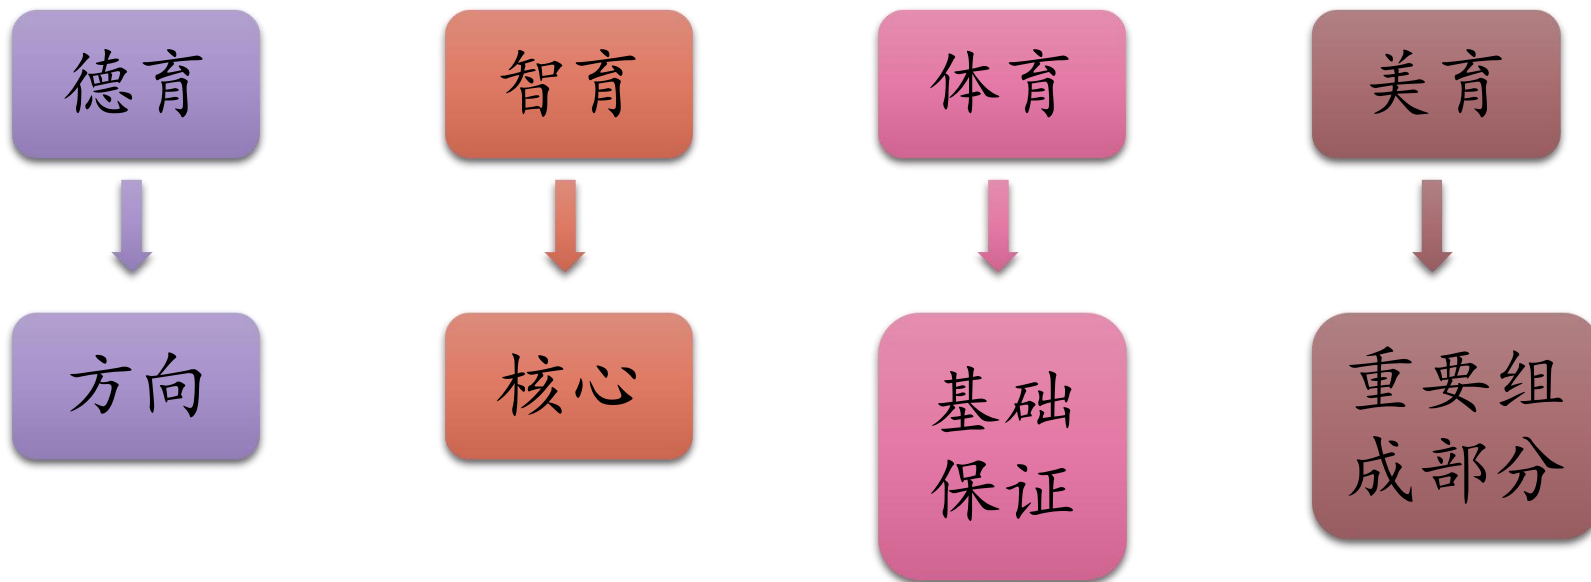 德育
智育
体育
美育
方向
核心
基础
保证
重要组
成部分